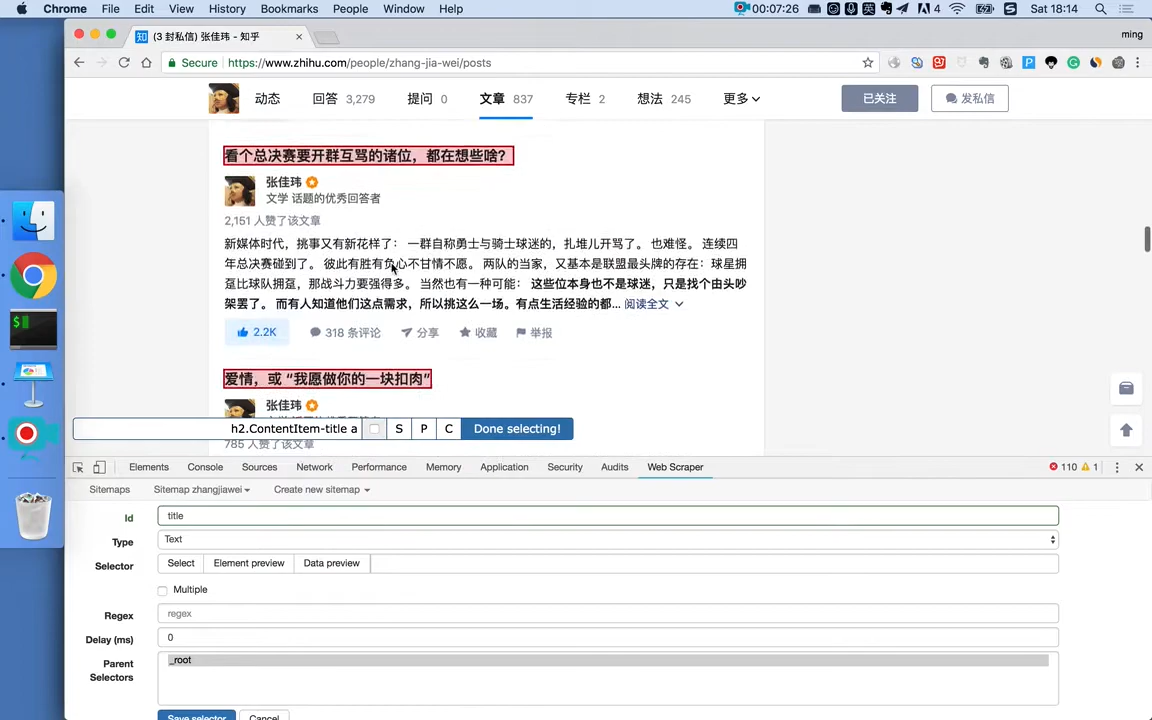 Chrome File Edit View History Bookmarks People Window Help 00:07:26 英 4 Sat 18:14
(3 封私信) 张佳玮 - 知乎 ming
Secure https://www.zhihu.com/people/zhang-jia-wei/posts
动态 回答 3,279 提问 0 文章 837 专栏 2 想法 245 更多 已关注 发私信
看个总决赛要开群互骂的诸位，都在想些啥？
张佳玮
文学 话题的优秀回答者
2,151 人赞了该文章
新媒体时代，挑事又有新花样了： 一群自称勇士与骑士球迷的，扎堆儿开骂了。 也难怪。 连续四
年总决赛碰到了。 彼此有胜有负心不甘情不愿。 两队的当家，又基本是联盟最头牌的存在：球星拥
趸比球队拥趸，那战斗力要强得多。 当然也有一种可能： 这些位本身也不是球迷，只是找个由头吵
架罢了。 而有人知道他们这点需求，所以挑这么一场。有点生活经验的都... 阅读全文
2.2K 318 条评论 分享 收藏 举报
爱情，或 “我愿做你的一块扣肉”
张佳玮
h2.ContentItem-title a S P C Done selecting!
785 人赞了该文章
Elements Console Sources Network Performance Memory Application Security Audits Web Scraper 110 1
Sitemaps Sitemap zhangjiawei Create new sitemap
Id title
Type Text
Selector Select Element preview Data preview
Multiple
Regex regex
Delay (ms) 0
Parent Selectors _root
Save selector Cancel